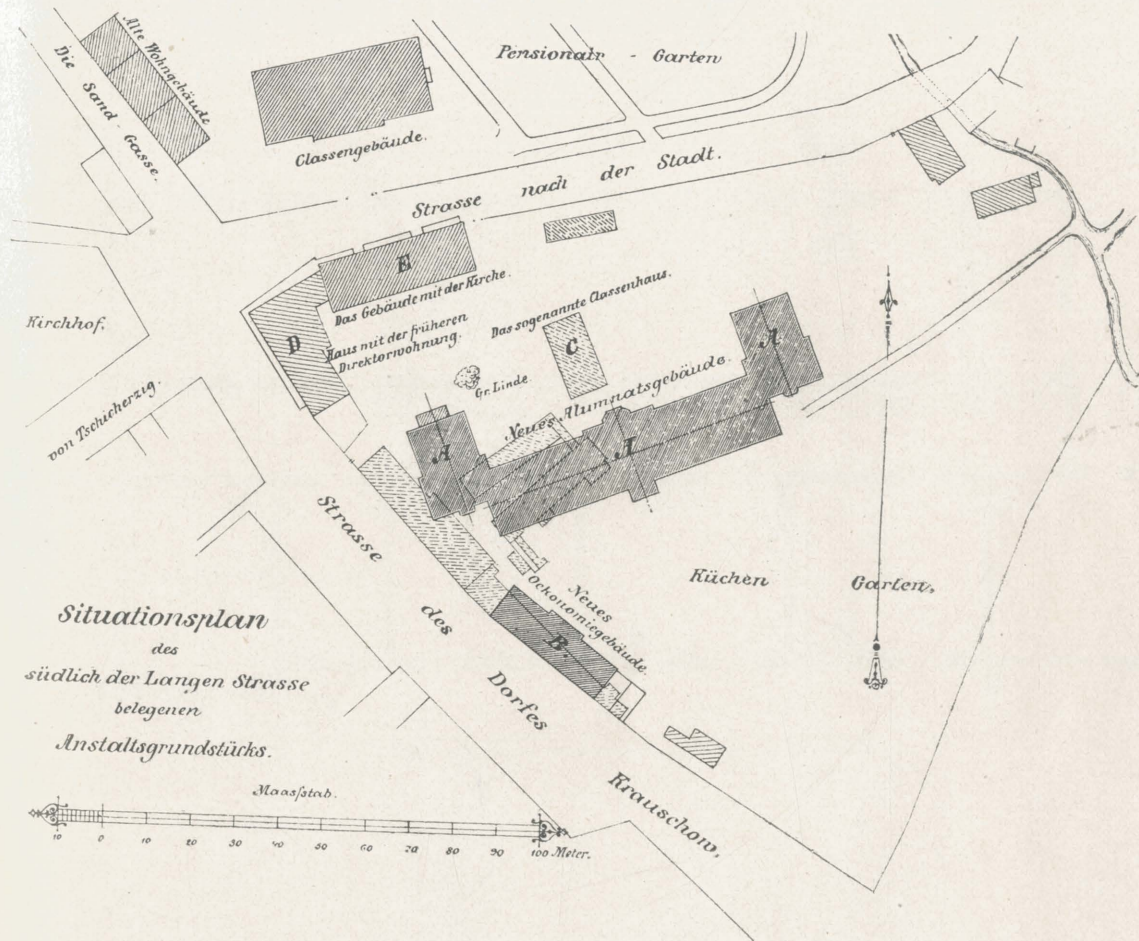 Die Sand-Gasse.
Alte Wohngebäude
Classengebäude.
Pensionatr - Garten
Strasse nach der Stadt.
E
Das Gebäude mit der Kirche.
D
Haus mit der früheren
Direktorwohnung.
Das sogenannte Classenhaus.
C
Gr. Linde
Neues Alumnatsgebäude.
A
A
A
Kirchhof.
von Tschicherzig.
Strasse
des
Dorfes
Krauschow.
Neues
Oekonomiegebäude.
B.
Küchen Garten.
Situationsplan
des
südlich der Langen Strasse
belegenen
Anstaltsgrundstücks.
Maassstab.
10 0 10 20 30 40 50 60 70 80 90 100 Meter.